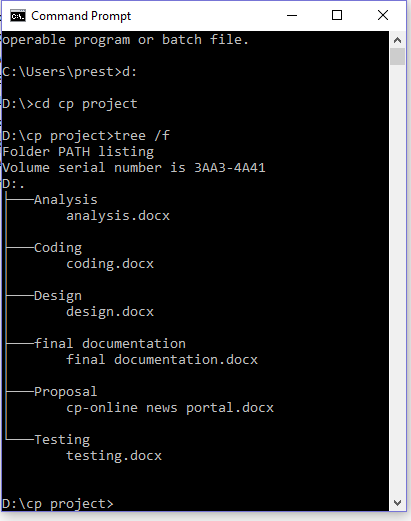 Command Prompt
operable program or batch file.
C:\Users\prest>d:
D:\>cd cp project
D:\cp project>tree /f
Folder PATH listing
Volume serial number is 3AA3-4A41
D:.
├───Analysis
│       analysis.docx
│
├───Coding
│       coding.docx
│
├───Design
│       design.docx
│
├───final documentation
│       final documentation.docx
│
├───Proposal
│       cp-online news portal.docx
│
└───Testing
        testing.docx
D:\cp project>